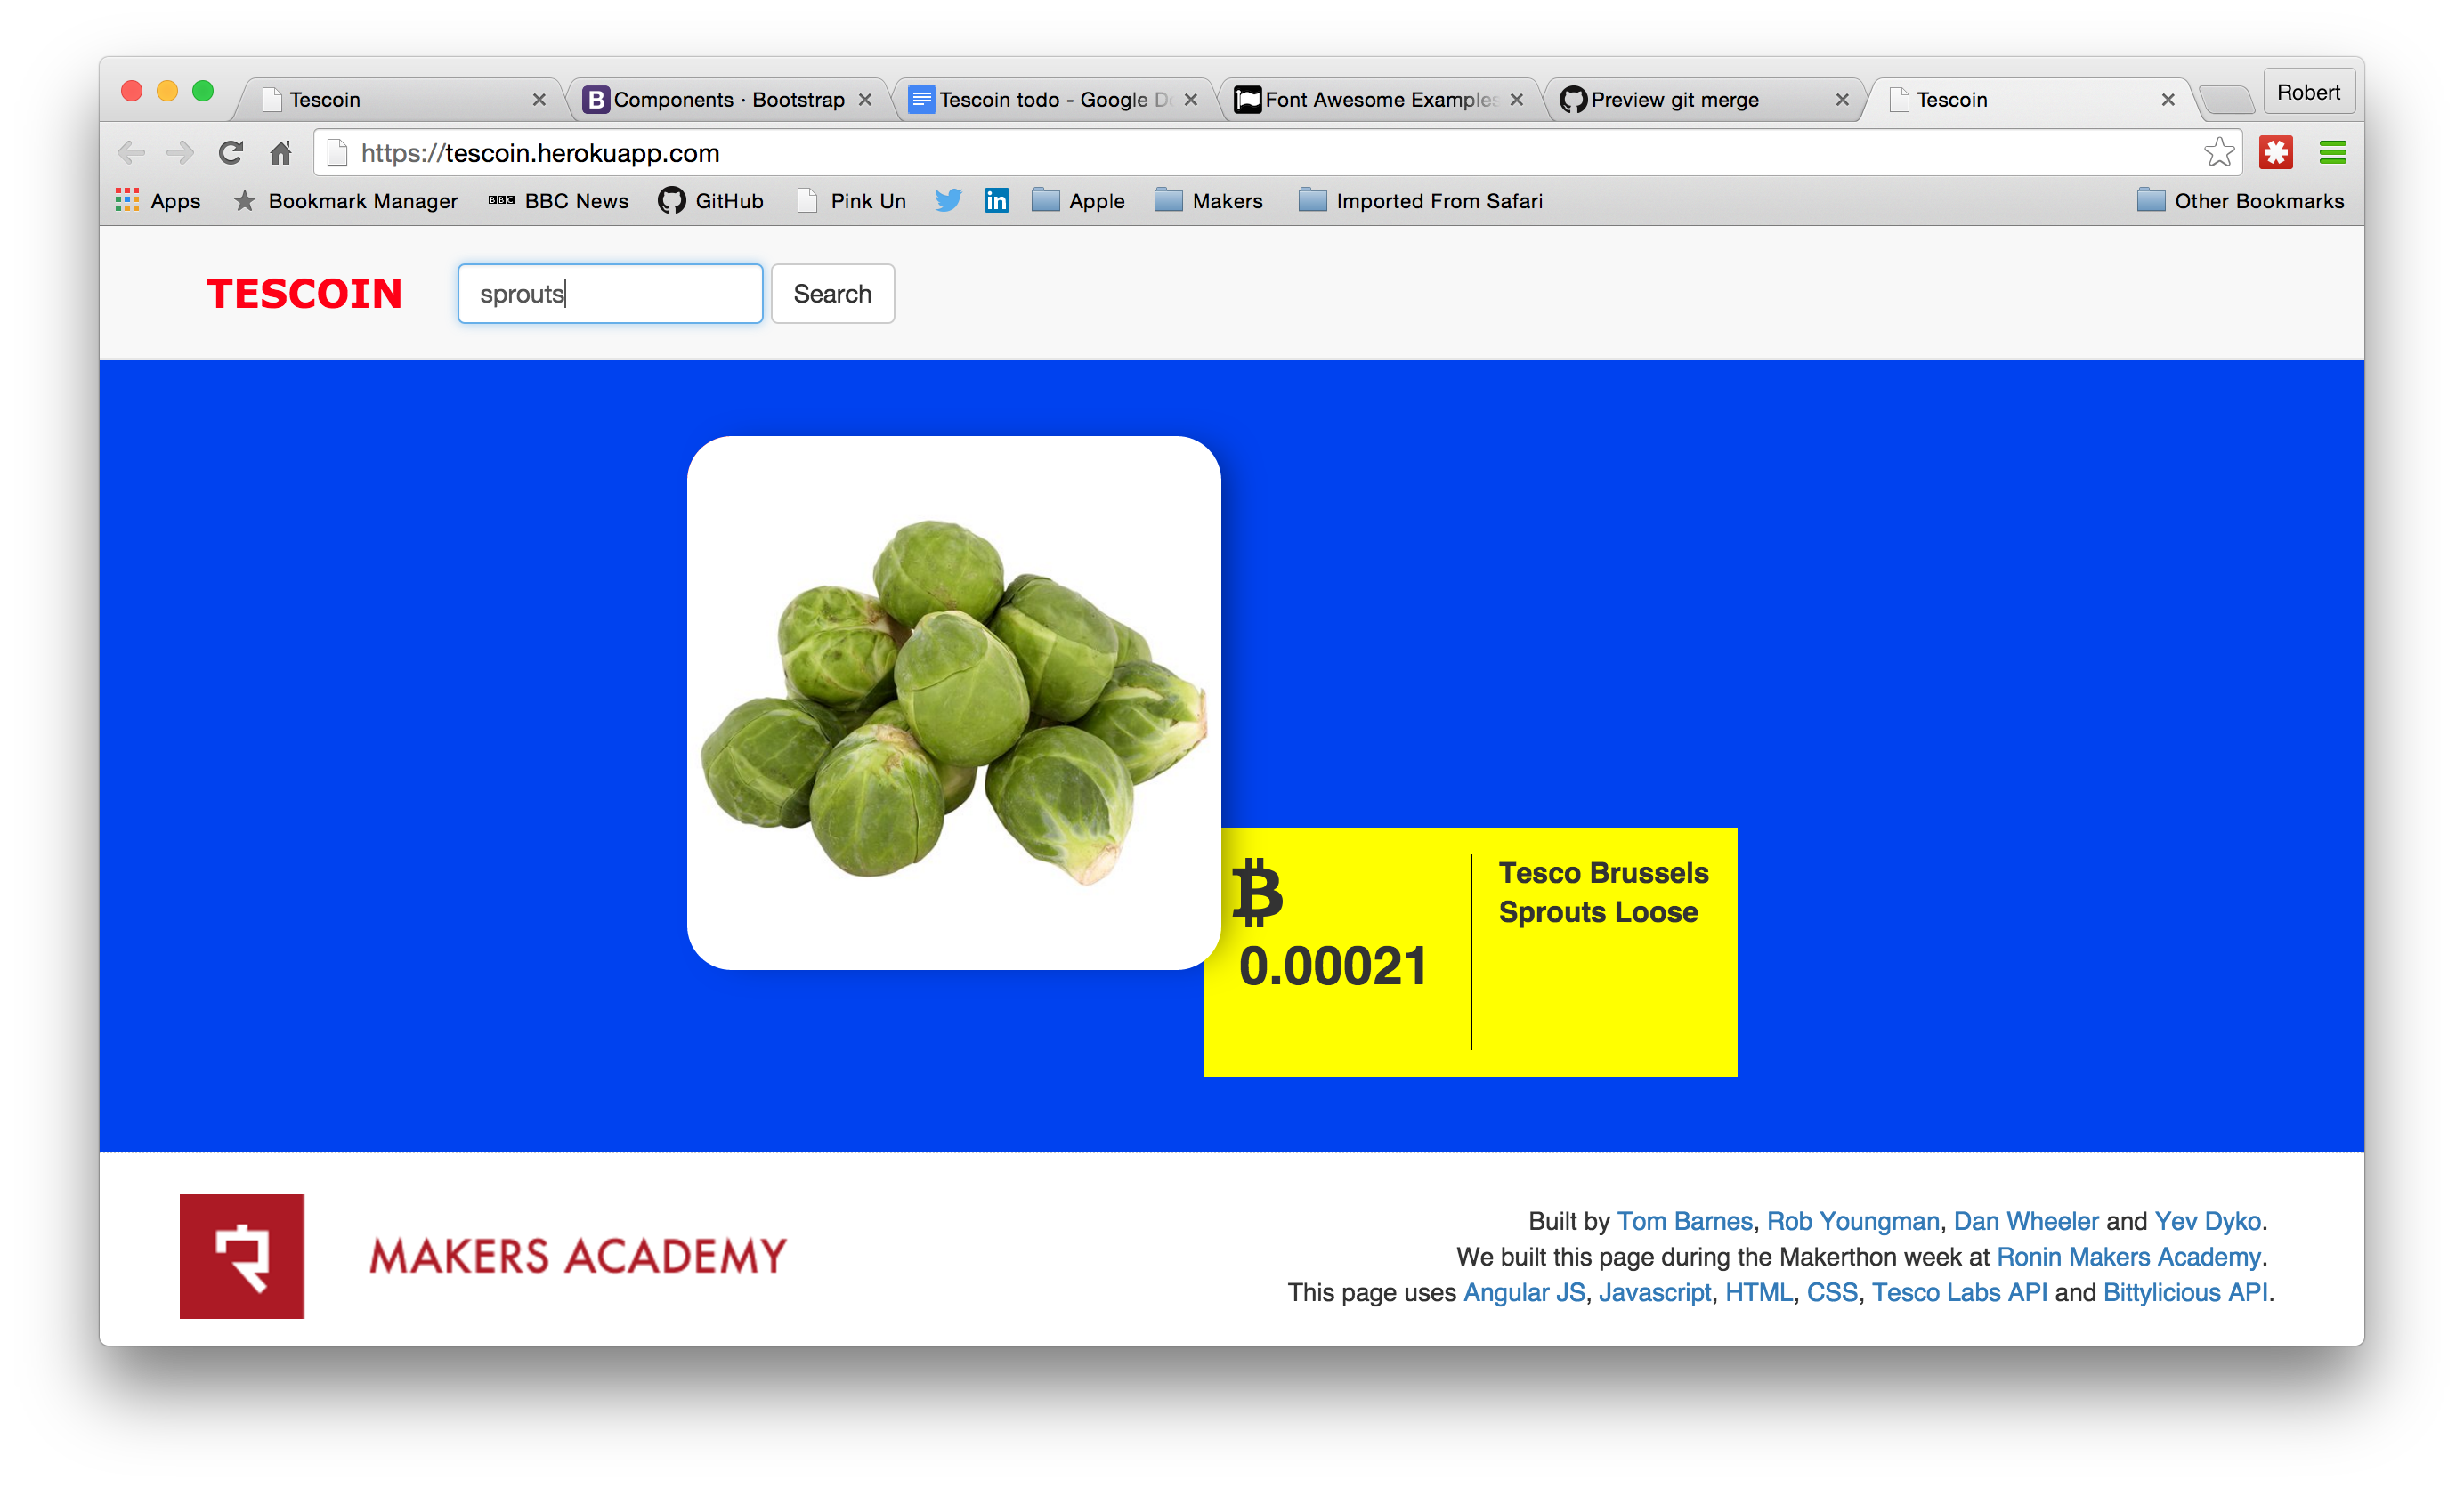 Tescoin
Components · Bootstrap
Tescoin todo - Google
Font Awesome Examples
Preview git merge
Tescoin
Robert
https://tescoin.herokuapp.com
Apps
Bookmark Manager
BBC
BBC News
GitHub
Pink Un
in
Apple
Makers
Imported From Safari
Other Bookmarks
TESCOIN
sprouts
Search
₿
0.00021
Tesco Brussels
Sprouts Loose
MAKERS ACADEMY
Built by Tom Barnes, Rob Youngman, Dan Wheeler and Yev Dyko.
We built this page during the Makerthon week at Ronin Makers Academy.
This page uses Angular JS, Javascript, HTML, CSS, Tesco Labs API and Bittylicious API.